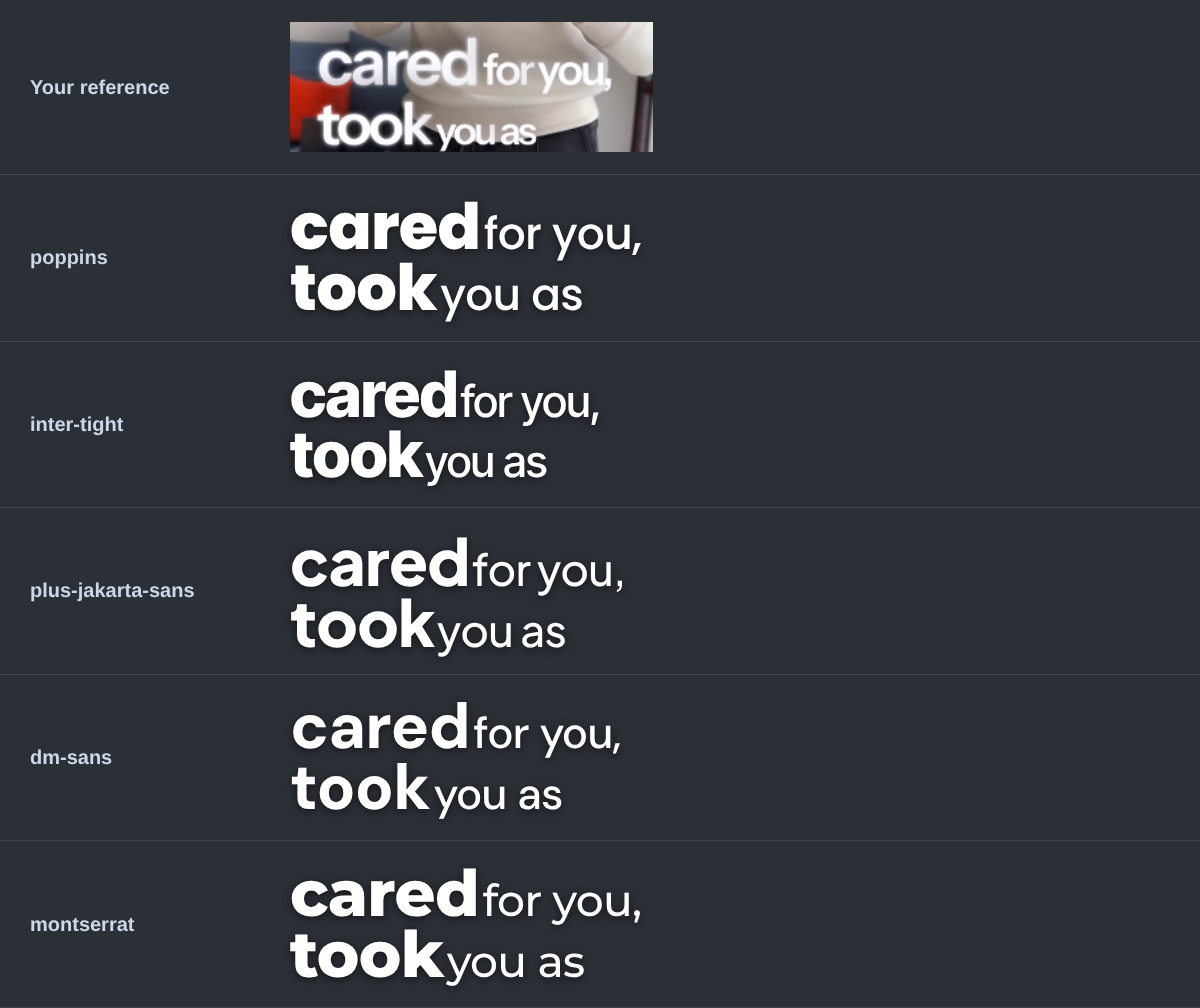 Your reference
cared for you,
took you as
poppins
cared for you,
took you as
inter-tight
cared for you,
took you as
plus-jakarta-sans
cared for you,
took you as
dm-sans
cared for you,
took you as
montserrat
cared for you,
took you as